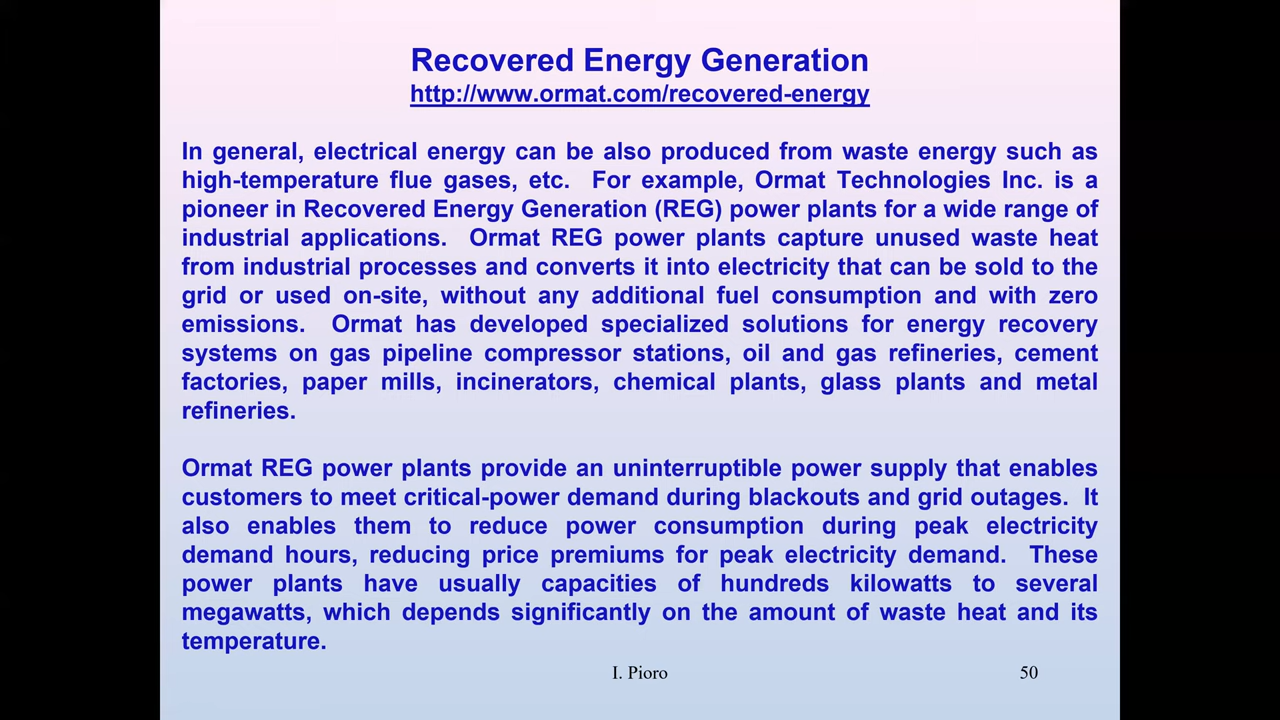 Recovered Energy Generation
http://www.ormat.com/recovered-energy
In general, electrical energy can be also produced from waste energy such as
high-temperature flue gases, etc. For example, Ormat Technologies Inc. is a
pioneer in Recovered Energy Generation (REG) power plants for a wide range of
industrial applications. Ormat REG power plants capture unused waste heat
from industrial processes and converts it into electricity that can be sold to the
grid or used on-site, without any additional fuel consumption and with zero
emissions. Ormat has developed specialized solutions for energy recovery
systems on gas pipeline compressor stations, oil and gas refineries, cement
factories, paper mills, incinerators, chemical plants, glass plants and metal
refineries.
Ormat REG power plants provide an uninterruptible power supply that enables
customers to meet critical-power demand during blackouts and grid outages. It
also enables them to reduce power consumption during peak electricity
demand hours, reducing price premiums for peak electricity demand. These
power plants have usually capacities of hundreds kilowatts to several
megawatts, which depends significantly on the amount of waste heat and its
temperature.
I. Pioro
50